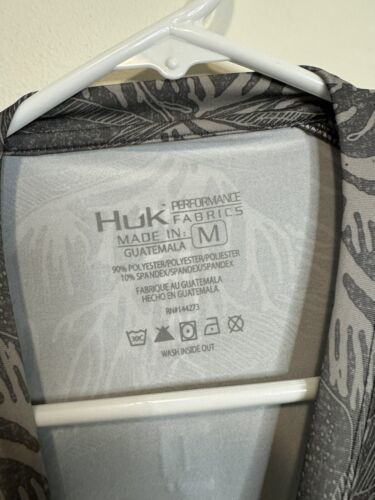 Huk PERFORMANCE FABRICS
MADE IN: M
GUATEMALA
90% POLYESTER/POLYESTER/POLIESTER
10% SPANDEX/SPANDEX/SPANDEX
FABRIQUE AU GUATEMALA
HECHO EN GUATEMALA
RN#144273
30C
WASH INSIDE OUT